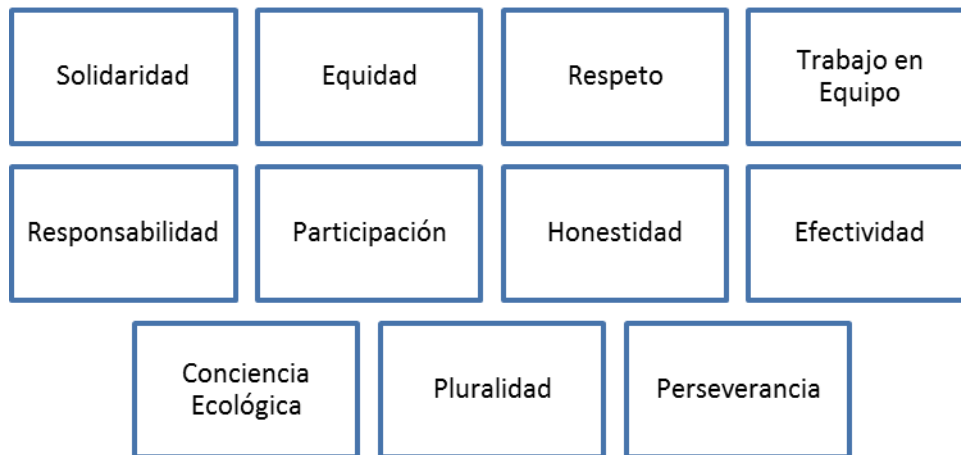 Solidaridad
Equidad
Respeto
Trabajo en
Equipo
Responsabilidad
Participación
Honestidad
Efectividad
Conciencia
Ecológica
Pluralidad
Perseverancia